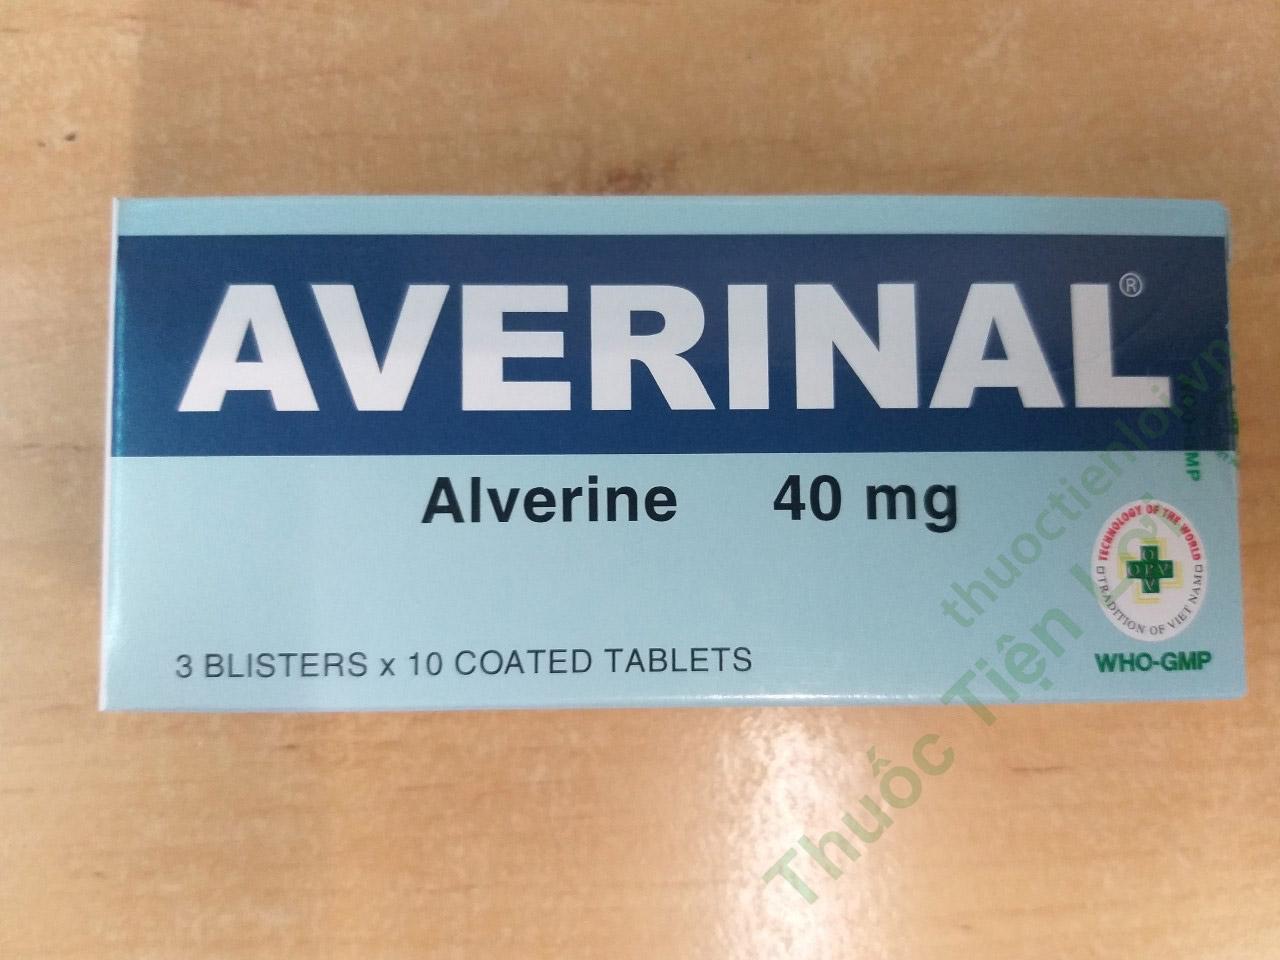 AVERINAL®
Alverine 40 mg
3 BLISTERS x 10 COATED TABLETS
TECHNOLOGY OF THE WORLD
O
OPV
V
TRADITION OF VIET NAM
WHO-GMP
thuoctienloi.vn
Thuốc Tiện Lợi